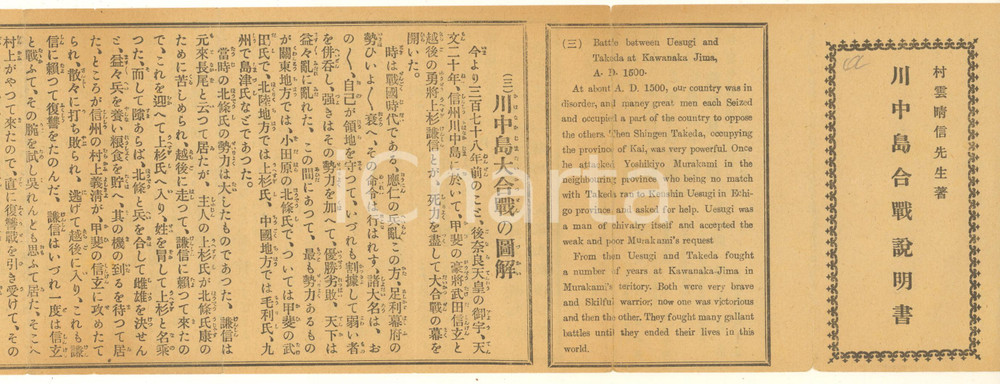 村雲晴信先生著
川中島合戰說明書
(三) Battle between Uesugi and
Takeda at Kawanaka Jima,
A. D. 1500.
At about A. D. 1500, our country was in
disorder, and maney great men each Seized
and occupied a part of the country to oppose
the others. Then Shingen Takeda, occupying
the province of Kai, was very powerful. Once
he attacked Yoshikiyo Murakami in the
neighbouring province who being no match
with Takeda ran to Kenshin Uesugi in Echi-
go province and asked for help. Uesugi was
a man of chivalry itself and accepted the
weak and poor Murakami's request
From then Uesugi and Takeda fought
a number of years at Kawanaka-Jima in
Murakami's teritory. Both were very brave
and Skilful warrior; now one was victorious
and then the other. They fought many gallant
battles until they ended their lives in this
world.
(三) 川中島大合戰の圖解
今より三百七十八年前のこと、後奈良天皇の御宇、天
文二十年、信州川中島に於いて、甲斐の豪將武田信玄と
越後の勇將上杉謙信とが、死力を盡して大合戰の幕を
開いた。
時は戰國時代である、應仁の兵亂この方、足利幕府の
勢ひいよ〱衰へ、その命令は行はれず、諸大名は、お
の〱、自己が領地を守つて、いづれも割據して弱い者
を併呑し、強きはその勢力を加へて、優勝劣敗、天下は
益々亂に亂れた、この間にあつて、最も勢力あるもの
が關東地方では、小田原の北條氏で、ついては甲斐の武
田氏で、北陸地方では上杉氏、中國地方では毛利氏、九
州で島津氏などであつた。
當時の北條氏の勢力は大したものであつた、謙信は
元來長尾と云つて居たが、主人の上杉氏が北條氏康の
ために苦しめられ、越後に走つて、謙信に賴つて來たの
で、これを迎へて上杉氏へ入り、姓を冒して上杉と名乘
つた、而して隙あらば、北條と兵を合して雌雄を決せん
と、益々兵を養い糧食を貯へ、其の機の到るを待つて居
た、ところが信州の村上義淸が、甲斐の信玄に攻めたて
られ、散々に打ち敗られ、逃げて越後に入り、これも謙
信に賴つて復讐をたのんだ、謙信はいづれ一度は信玄
と戰ふて、その腕を試し吳れんとも思ふて居た、そこへ
村上がやつて來たので、直に復讐戰を引き受けて、その
iChara